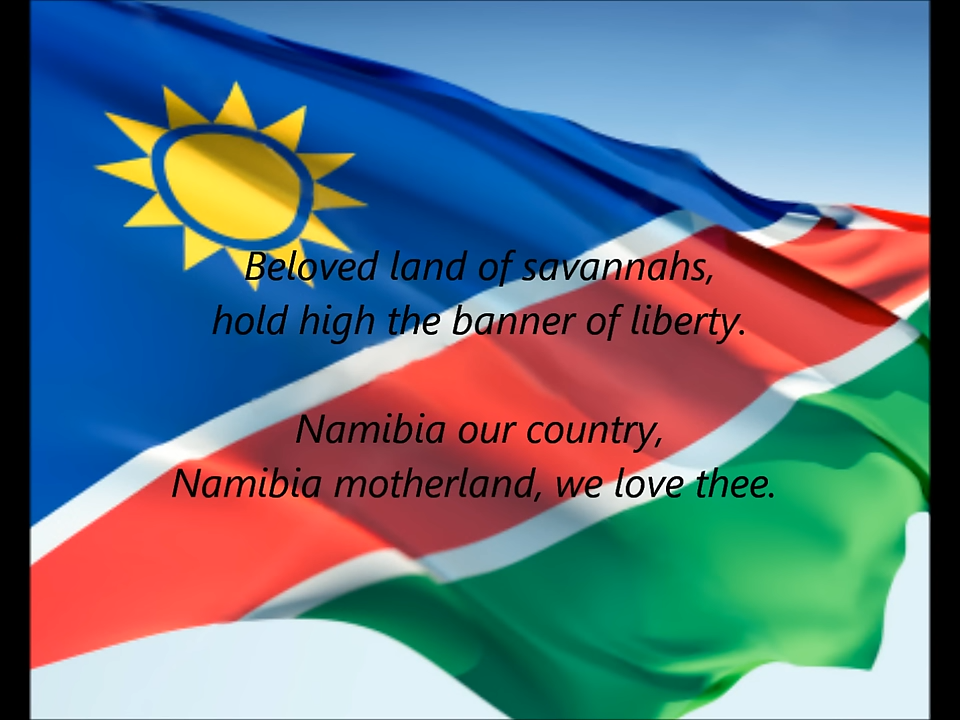 Beloved land of savannahs,
hold high the banner of liberty.
Namibia our country,
Namibia motherland, we love thee.